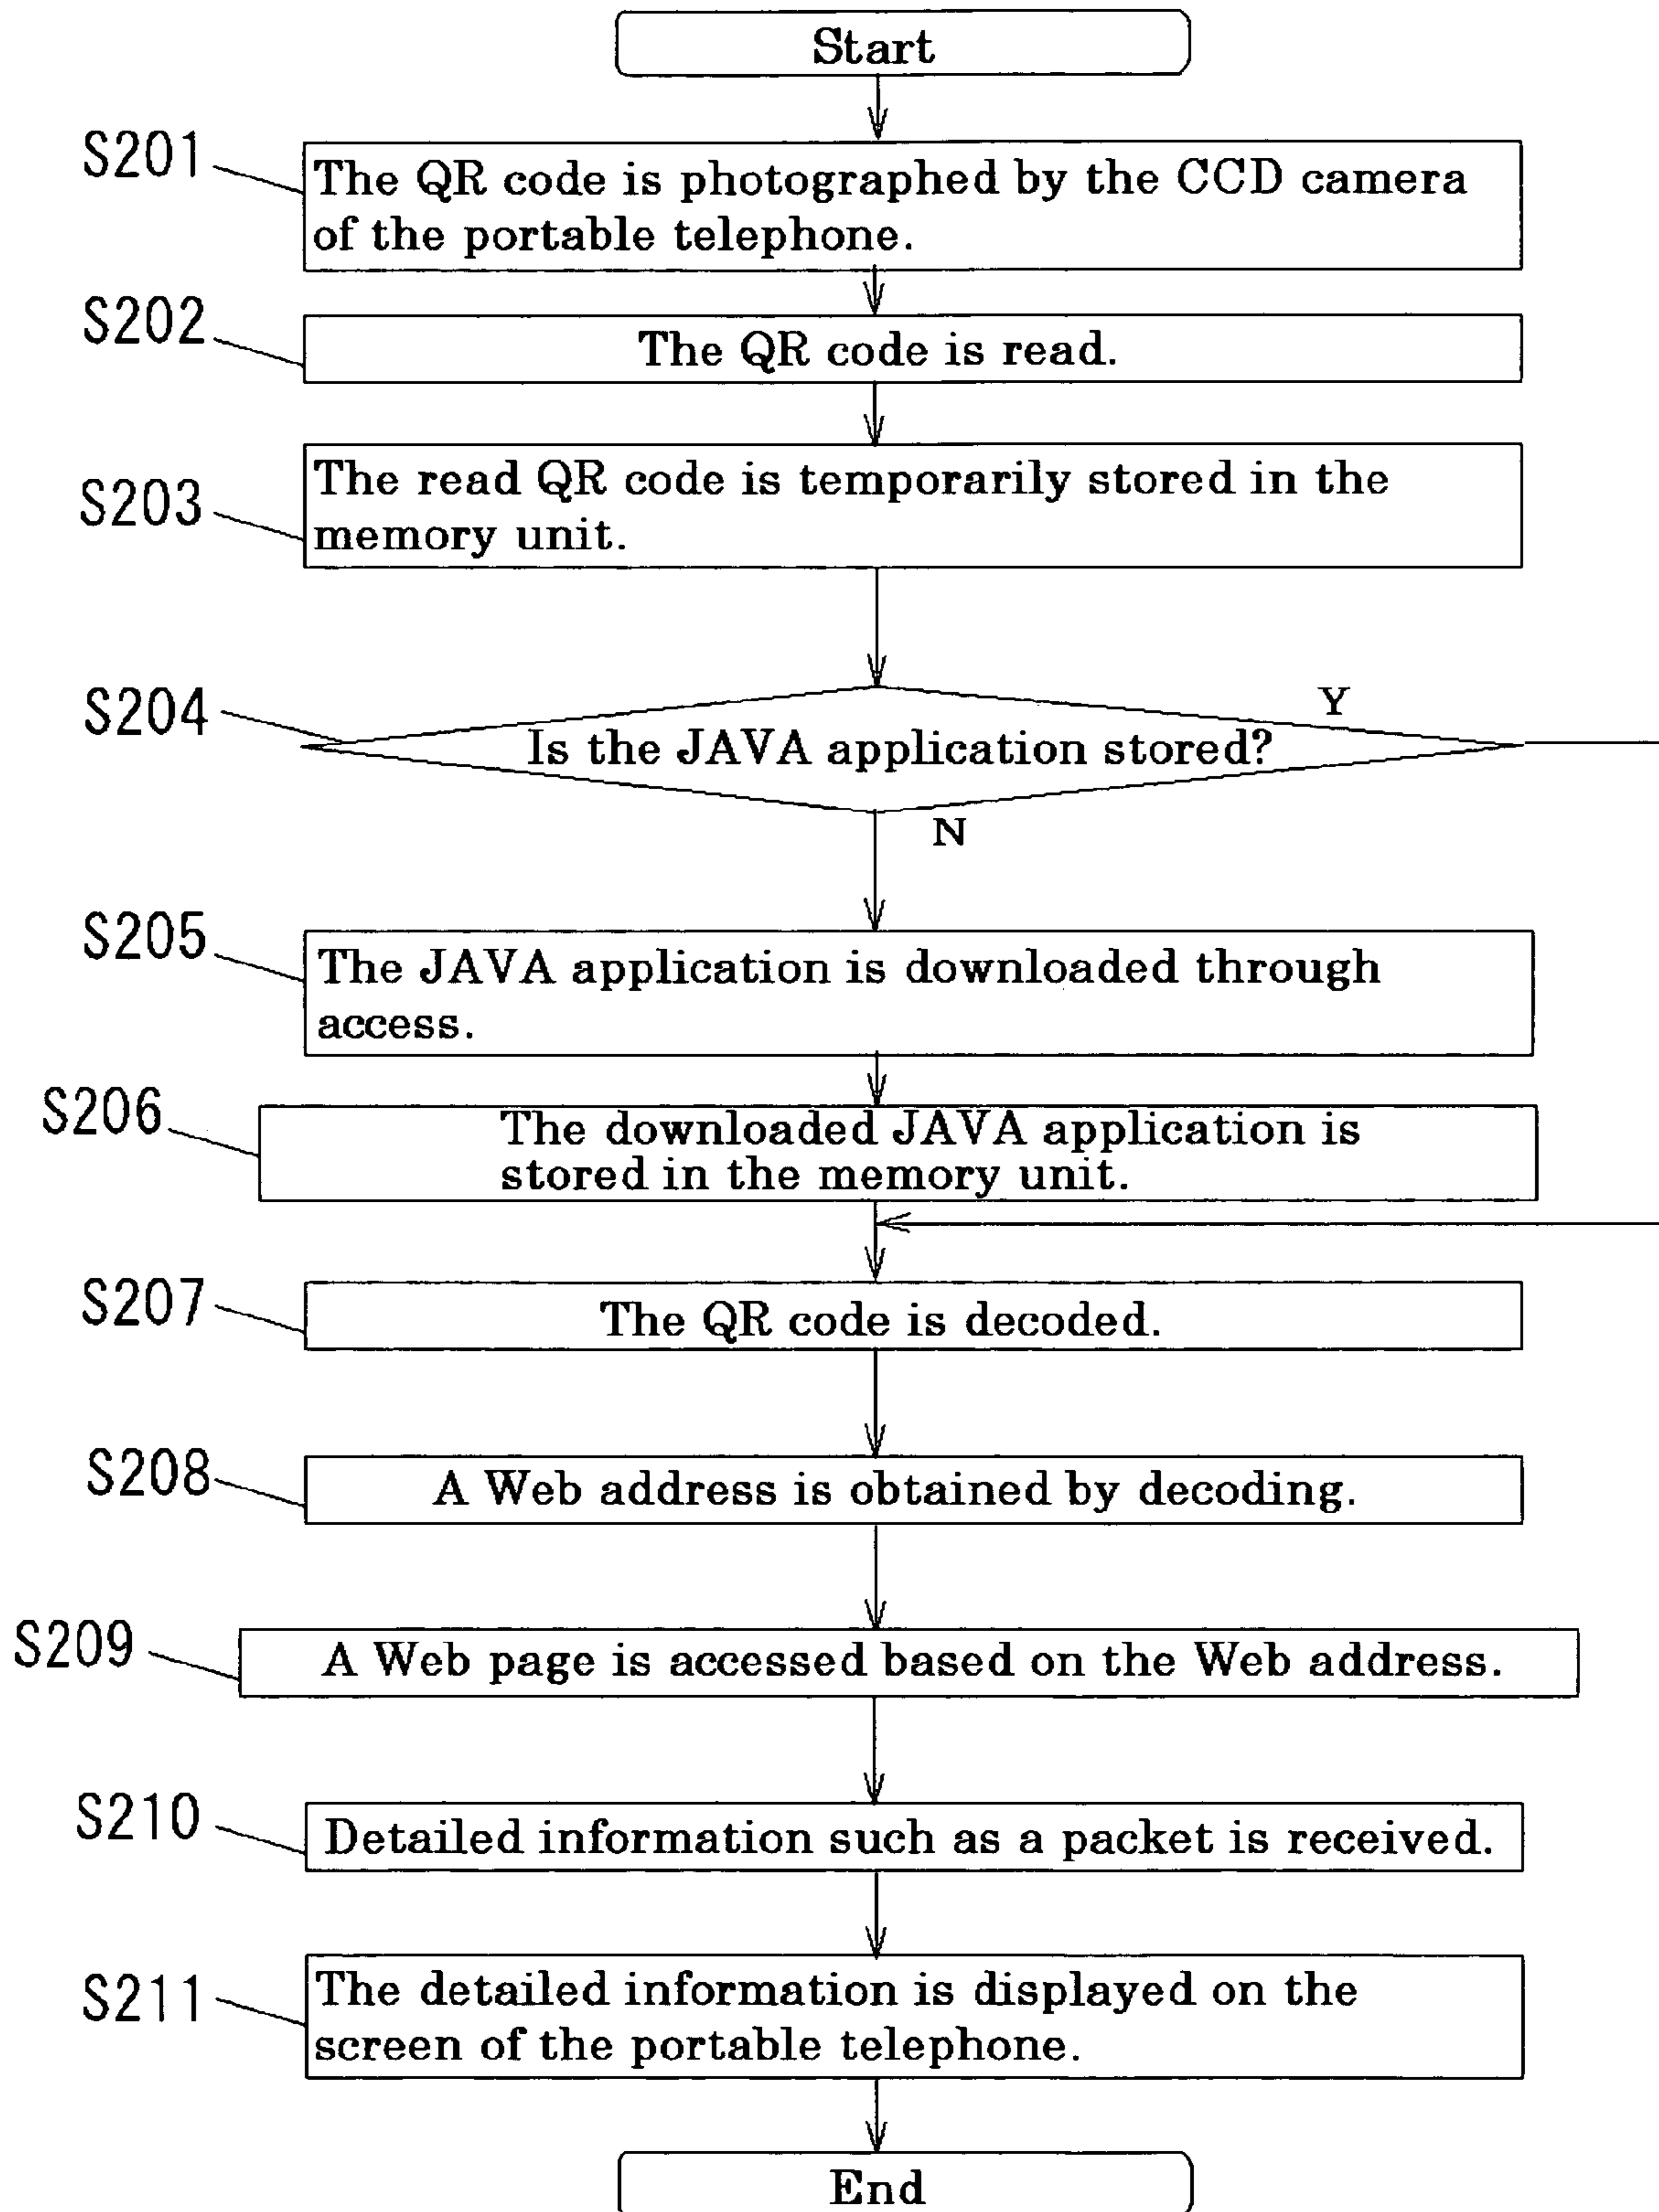 Start
S201
The QR code is photographed by the CCD camera
of the portable telephone.
S202
The QR code is read.
S203
The read QR code is temporarily stored in the
memory unit.
S204
Is the JAVA application stored?
Y
N
S205
The JAVA application is downloaded through
access.
S206
The downloaded JAVA application is
stored in the memory unit.
S207
The QR code is decoded.
S208
A Web address is obtained by decoding.
S209
A Web page is accessed based on the Web address.
S210
Detailed information such as a packet is received.
S211
The detailed information is displayed on the
screen of the portable telephone.
End